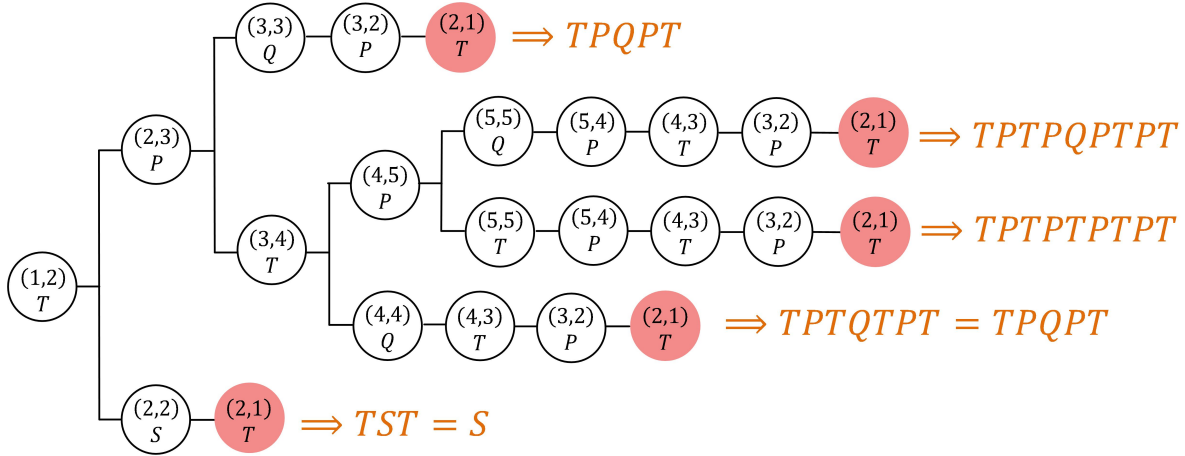 (3,3)
Q
(3,2)
P
(2,1)
T
⟹ TPQPT
(2,3)
P
(5,5)
Q
(5,4)
P
(4,3)
T
(3,2)
P
(2,1)
T
⟹ TPTPQPTPT
(4,5)
P
(5,5)
T
(5,4)
P
(4,3)
T
(3,2)
P
(2,1)
T
⟹ TPTPTPTPT
(3,4)
T
(1,2)
T
(4,4)
Q
(4,3)
T
(3,2)
P
(2,1)
T
⟹ TPTQTPT = TPQPT
(2,2)
S
(2,1)
T
⟹ TST = S